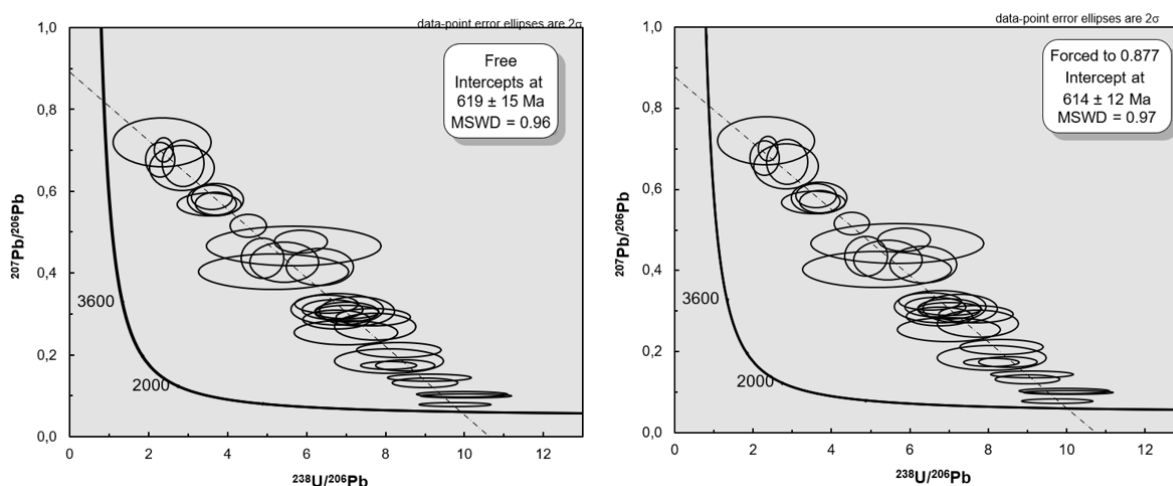 data-point error ellipses are 2σ
1,0
0,8
0,6
0,4
0,2
0,0
207Pb/206Pb
Free
Intercepts at
619 ± 15 Ma
MSWD = 0.96
3600
2000
0 2 4 6 8 10 12
238U/206Pb
data-point error ellipses are 2σ
1,0
0,8
0,6
0,4
0,2
0,0
207Pb/206Pb
Forced to 0.877
Intercept at
614 ± 12 Ma
MSWD = 0.97
3600
2000
0 2 4 6 8 10 12
238U/206Pb